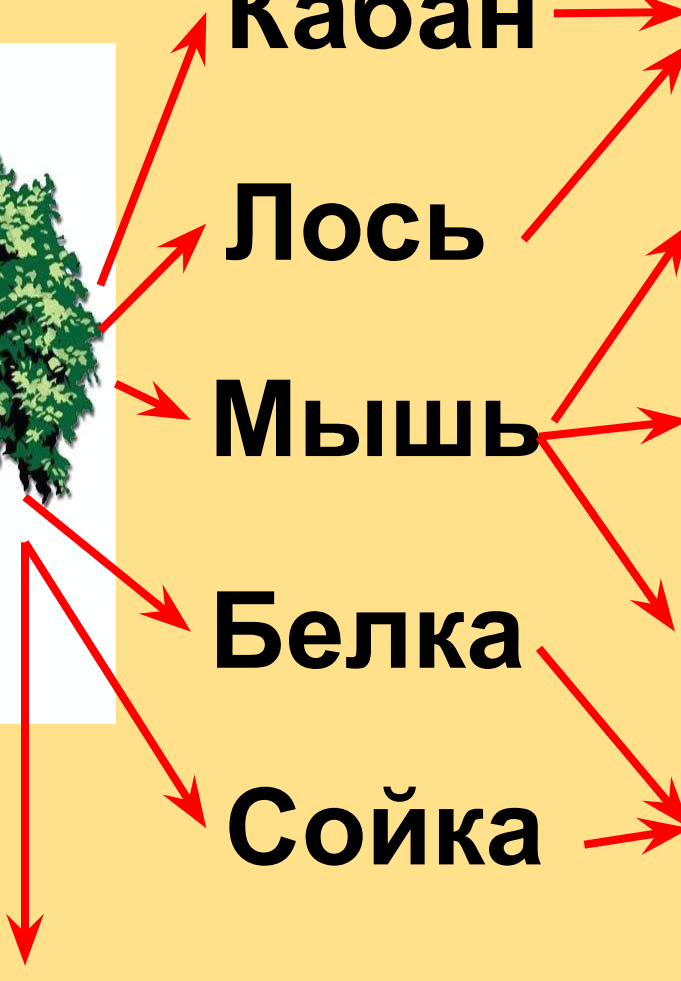 Кабан
Лось
Мышь
Белка
Сойка